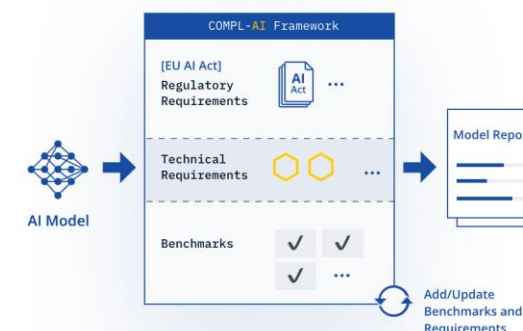 COMPL-AI Framework
[EU AI Act]
Regulatory
Requirements
AI
Act
...
Technical
Requirements
...
Benchmarks
...
AI Model
Model Repo
Add/Update
Benchmarks and
Requirements